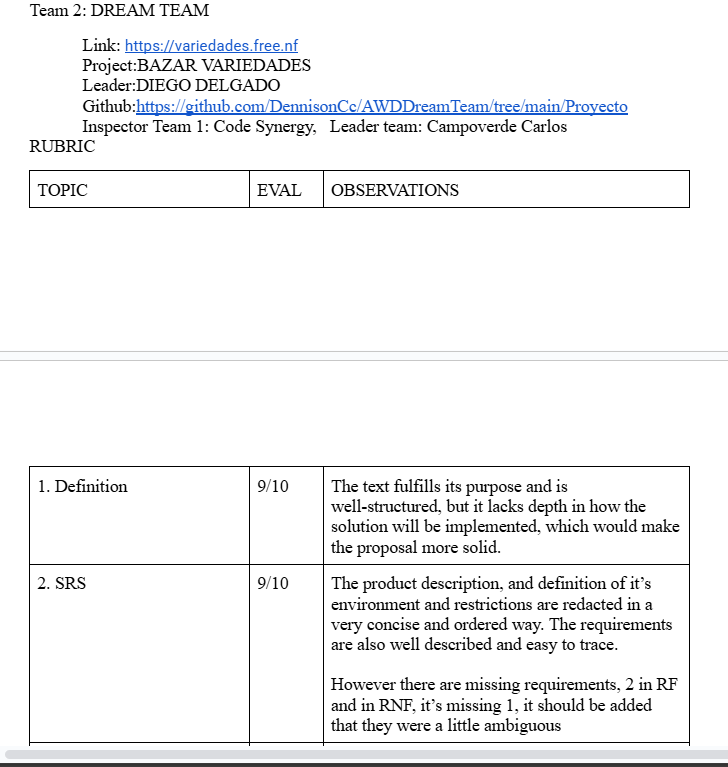 Team 2: DREAM TEAM
Link: https://variedades.free.nf
Project:BAZAR VARIEDADES
Leader:DIEGO DELGADO
Github:https://github.com/DennisonCc/AWDDreamTeam/tree/main/Proyecto
Inspector Team 1: Code Synergy,   Leader team: Campoverde Carlos
RUBRIC
TOPIC EVAL OBSERVATIONS
1. Definition 9/10 The text fulfills its purpose and is
well-structured, but it lacks depth in how the
solution will be implemented, which would make
the proposal more solid.
2. SRS 9/10 The product description, and definition of it’s
environment and restrictions are redacted in a
very concise and ordered way. The requirements
are also well described and easy to trace.
However there are missing requirements, 2 in RF
and in RNF, it’s missing 1, it should be added
that they were a little ambiguous